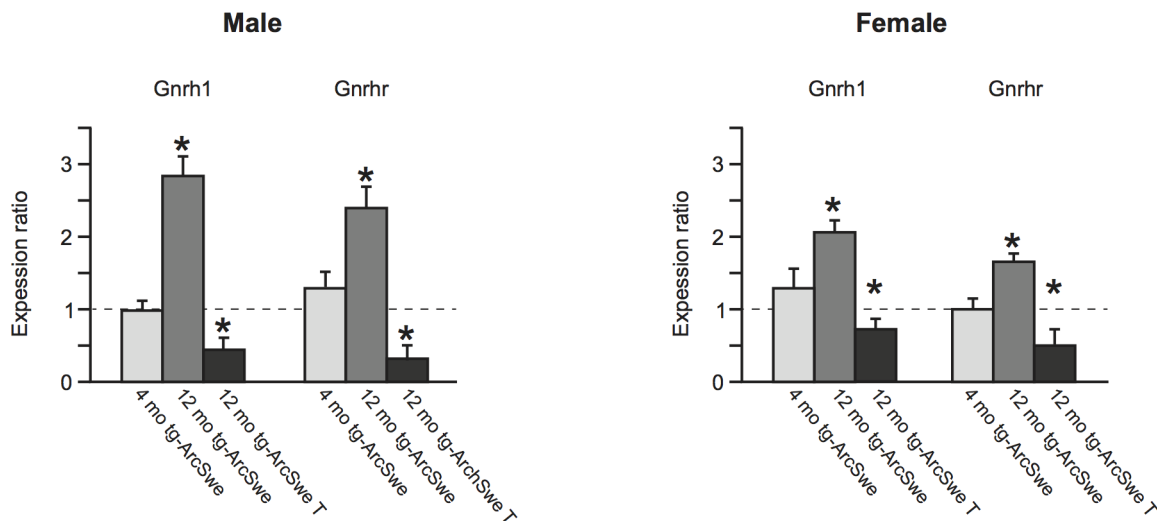 Male
Gnrh1
Gnrhr
Expession ratio
3
2
1
0
*
*
*
*
4 mo tg-ArcSwe
12 mo tg-ArcSwe
12 mo tg-ArcSwe T
4 mo tg-ArcSwe
12 mo tg-ArcSwe
12 mo tg-ArchSwe T
Female
Gnrh1
Gnrhr
Expession ratio
3
2
1
0
*
*
*
*
4 mo tg-ArcSwe
12 mo tg-ArcSwe
12 mo tg-ArcSwe T
4 mo tg-ArcSwe
12 mo tg-ArcSwe
12 mo tg-ArcSwe T